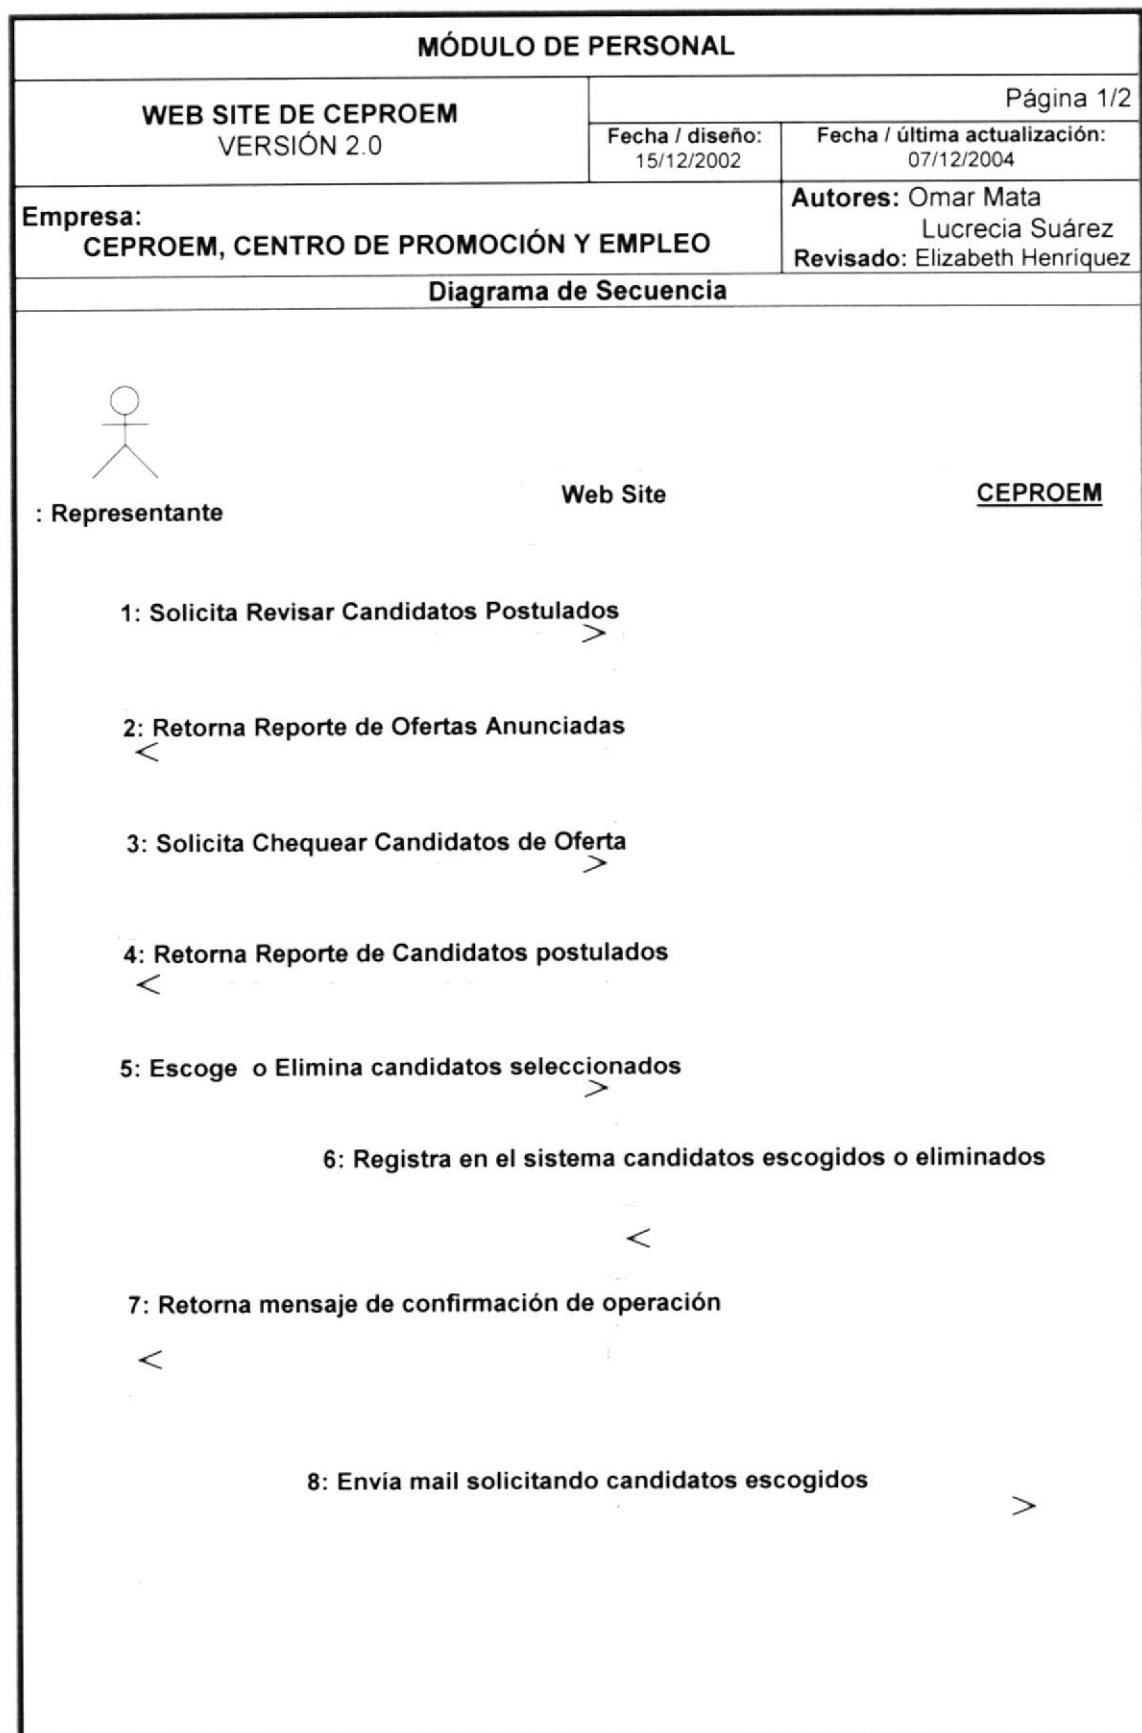 MÓDULO DE PERSONAL
WEB SITE DE CEPROEM
VERSIÓN 2.0
Página 1/2
Fecha / diseño:
15/12/2002
Fecha / última actualización:
07/12/2004
Empresa:
CEPROEM, CENTRO DE PROMOCIÓN Y EMPLEO
Autores: Omar Mata
Lucrecia Suárez
Revisado: Elizabeth Henríquez
Diagrama de Secuencia
: Representante
Web Site
CEPROEM
1: Solicita Revisar Candidatos Postulados
2: Retorna Reporte de Ofertas Anunciadas
3: Solicita Chequear Candidatos de Oferta
4: Retorna Reporte de Candidatos postulados
5: Escoge o Elimina candidatos seleccionados
6: Registra en el sistema candidatos escogidos o eliminados
7: Retorna mensaje de confirmación de operación
8: Envía mail solicitando candidatos escogidos